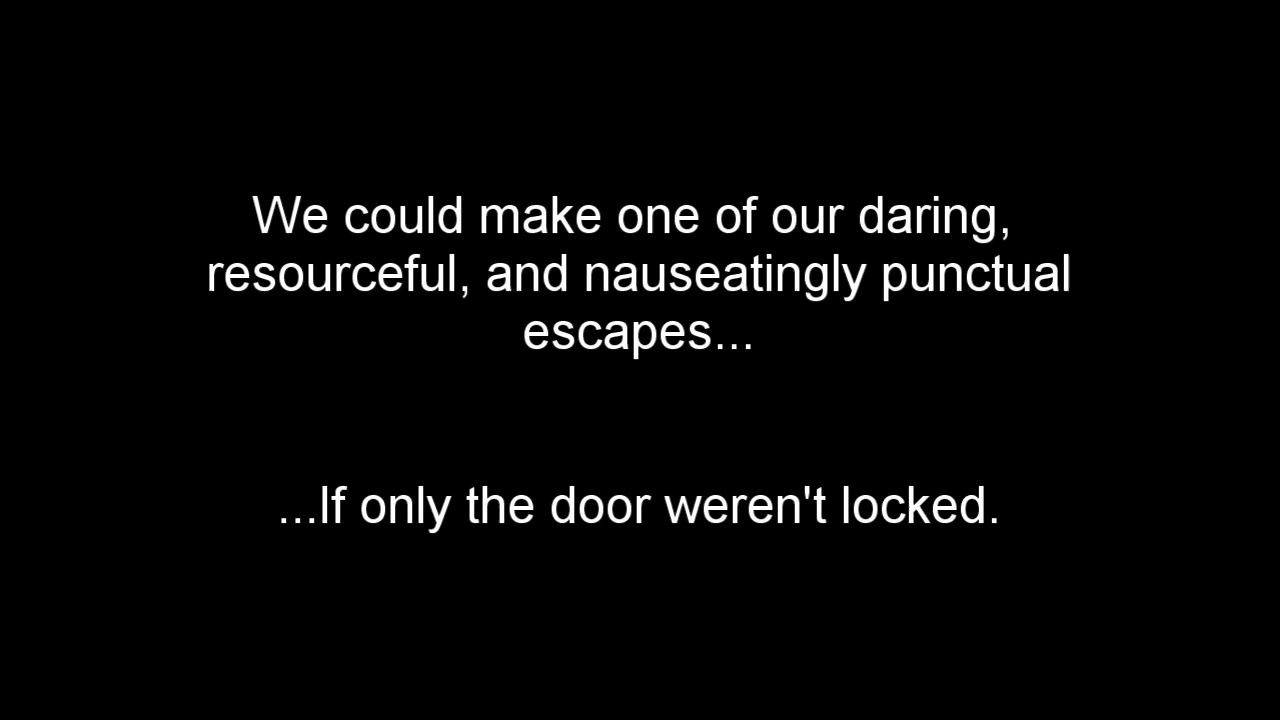 We could make one of our daring,
resourceful, and nauseatingly punctual
escapes...
...If only the door weren't locked.